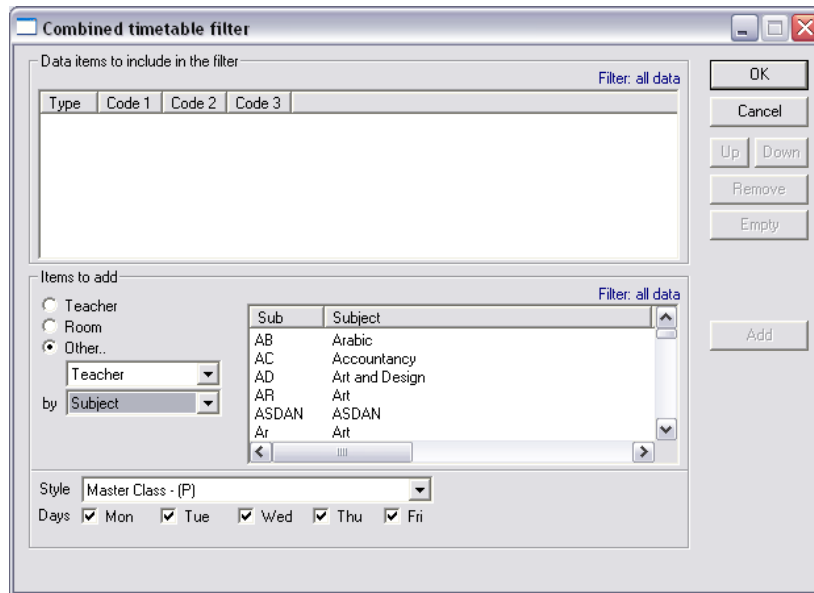 Combined timetable filter
Data items to include in the filter
Filter: all data
Type Code 1 Code 2 Code 3
OK
Cancel
Up Down
Remove
Empty
Items to add
Filter: all data
Teacher
Room
Other..
Teacher
by Subject
Sub Subject
AB Arabic
AC Accountancy
AD Art and Design
AR Art
ASDAN ASDAN
Ar Art
Add
Style Master Class - (P)
Days Mon Tue Wed Thu Fri